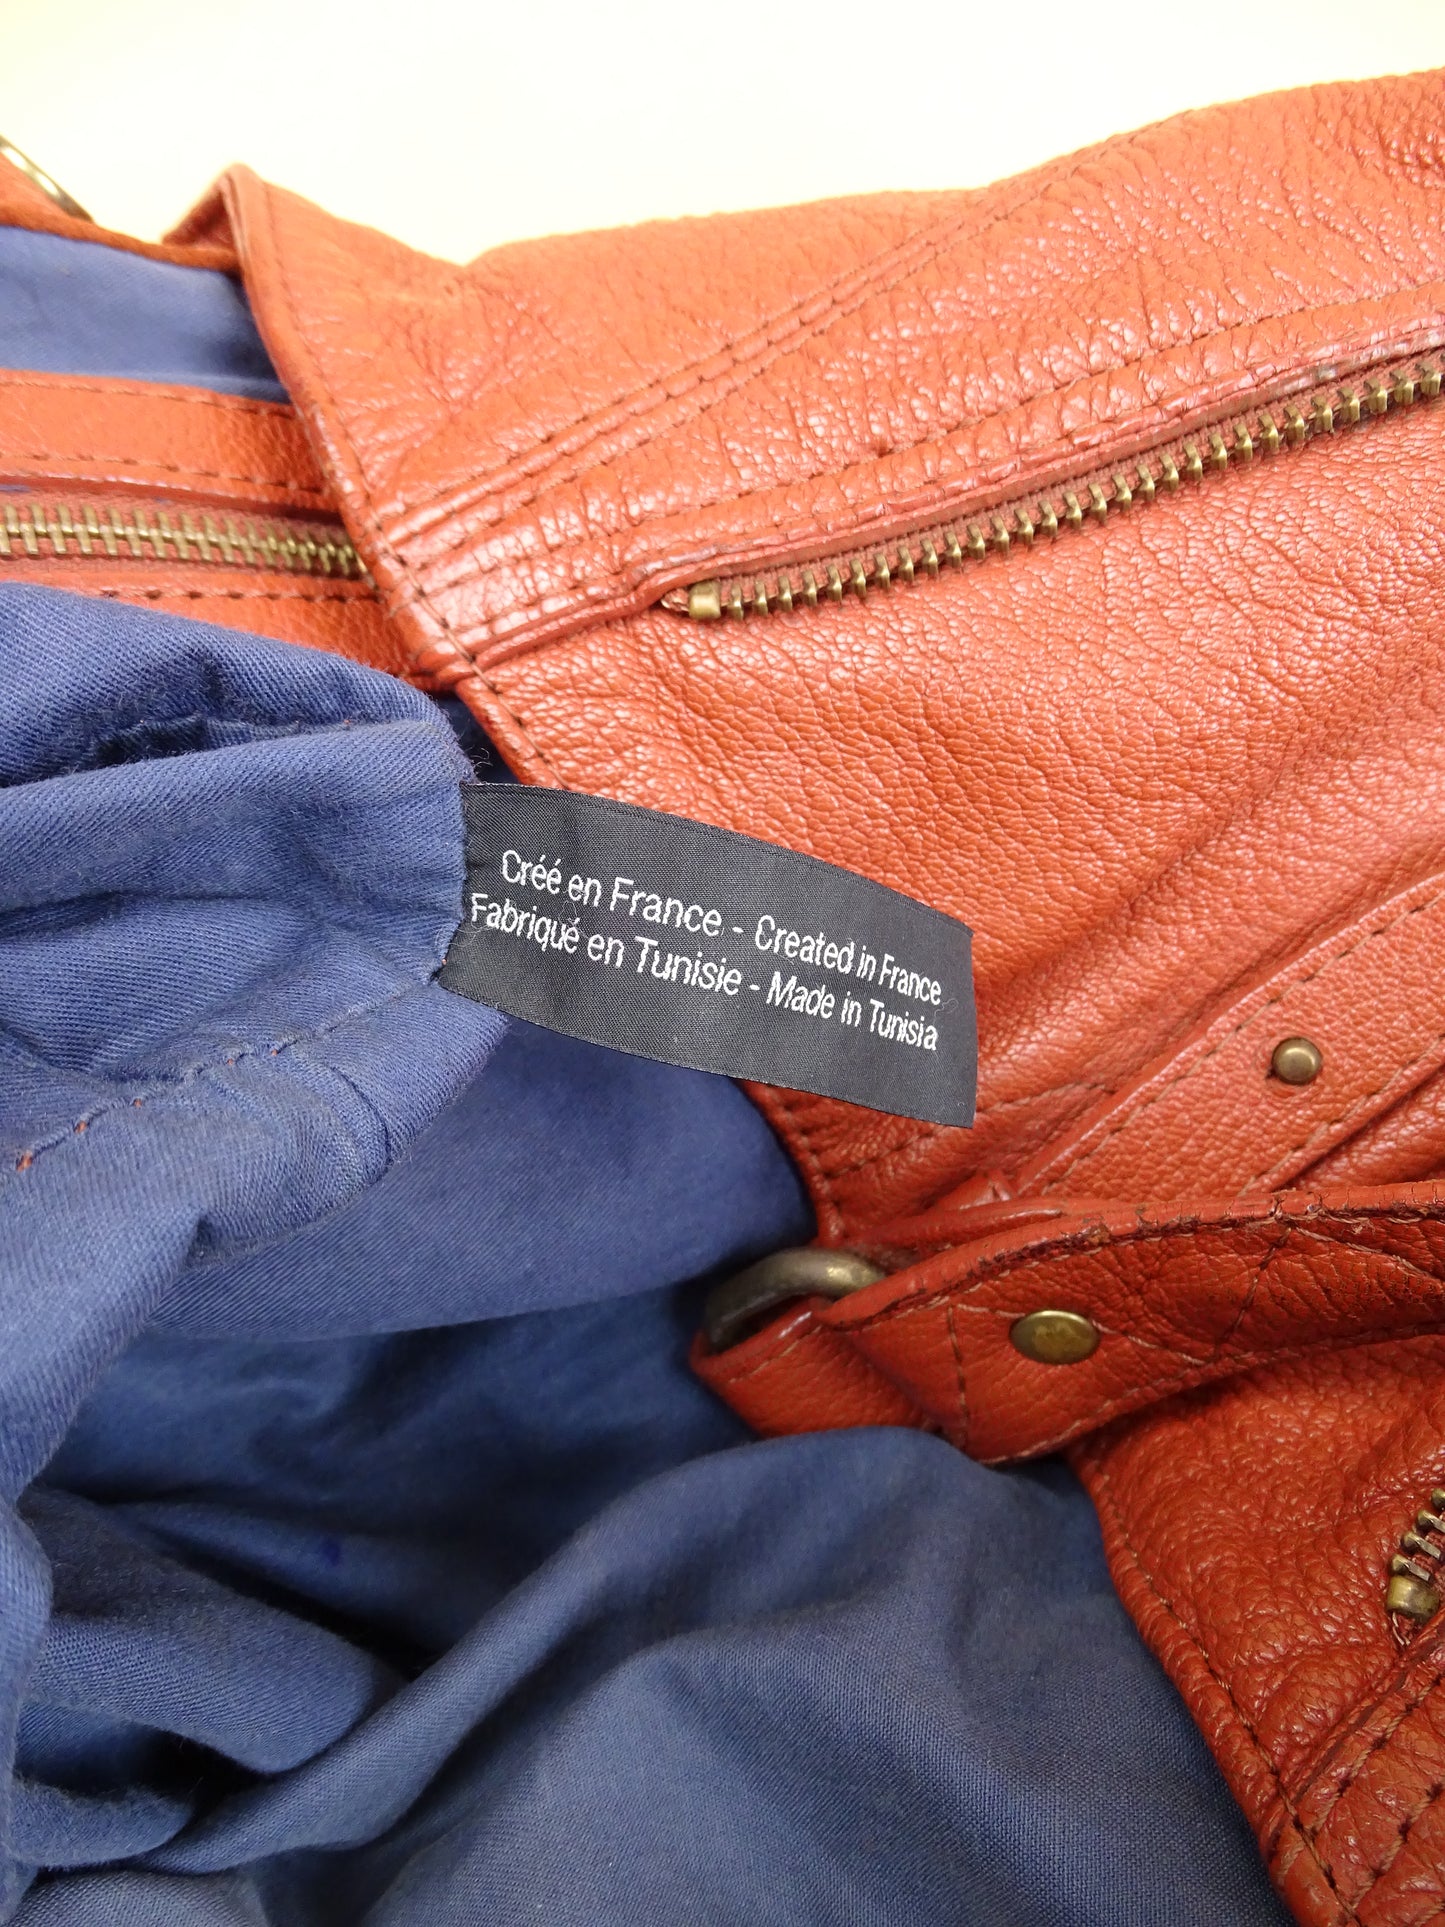 Créé en France - Created in France
Fabriqué en Tunisie - Made in Tunisia